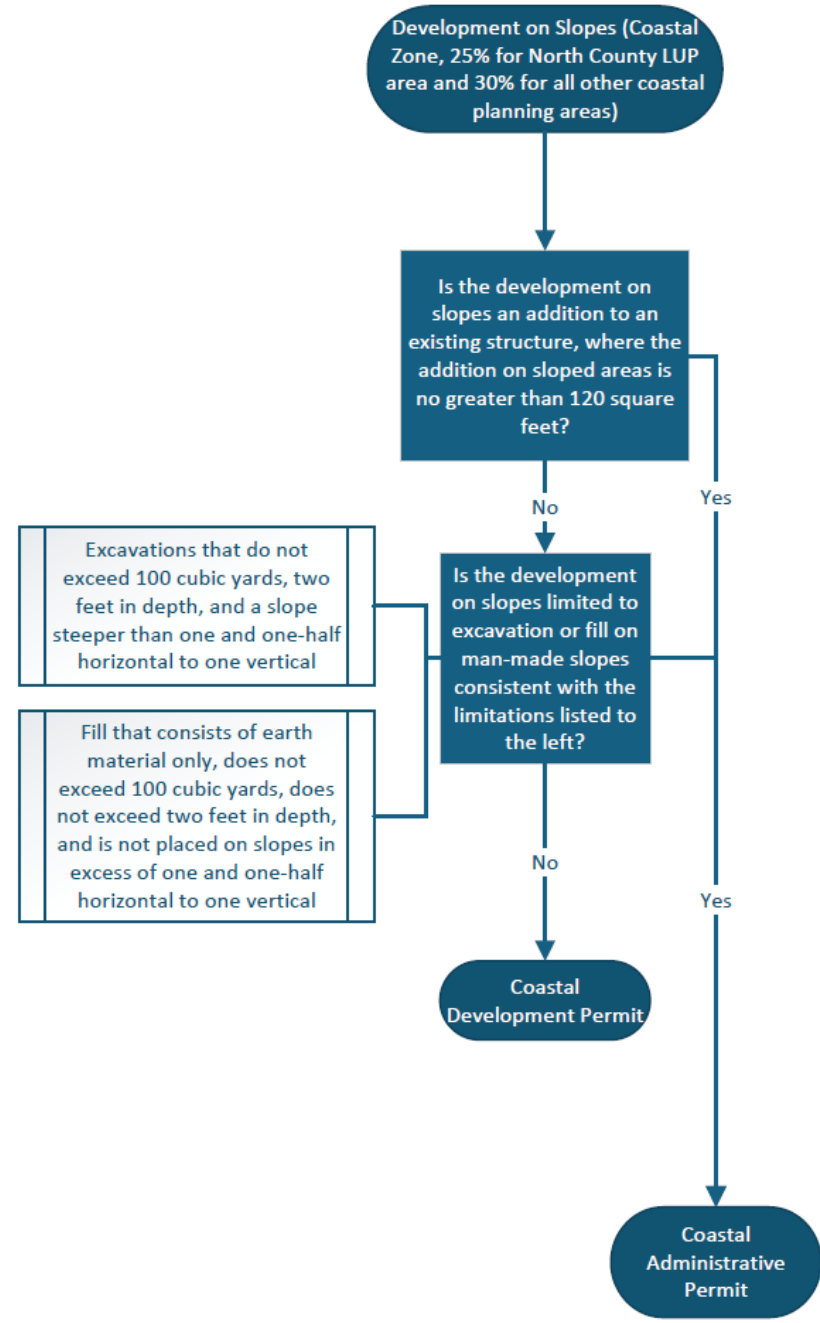 Development on Slopes (Coastal
Zone, 25% for North County LUP
area and 30% for all other coastal
planning areas)
Is the development on
slopes an addition to an
existing structure, where the
addition on sloped areas is
no greater than 120 square
feet?
Yes
No
Excavations that do not
exceed 100 cubic yards, two
feet in depth, and a slope
steeper than one and one-half
horizontal to one vertical
Fill that consists of earth
material only, does not
exceed 100 cubic yards, does
not exceed two feet in depth,
and is not placed on slopes in
excess of one and one-half
horizontal to one vertical
Is the development
on slopes limited to
excavation or fill on
man-made slopes
consistent with the
limitations listed to
the left?
No
Yes
Coastal
Development Permit
Coastal
Administrative
Permit